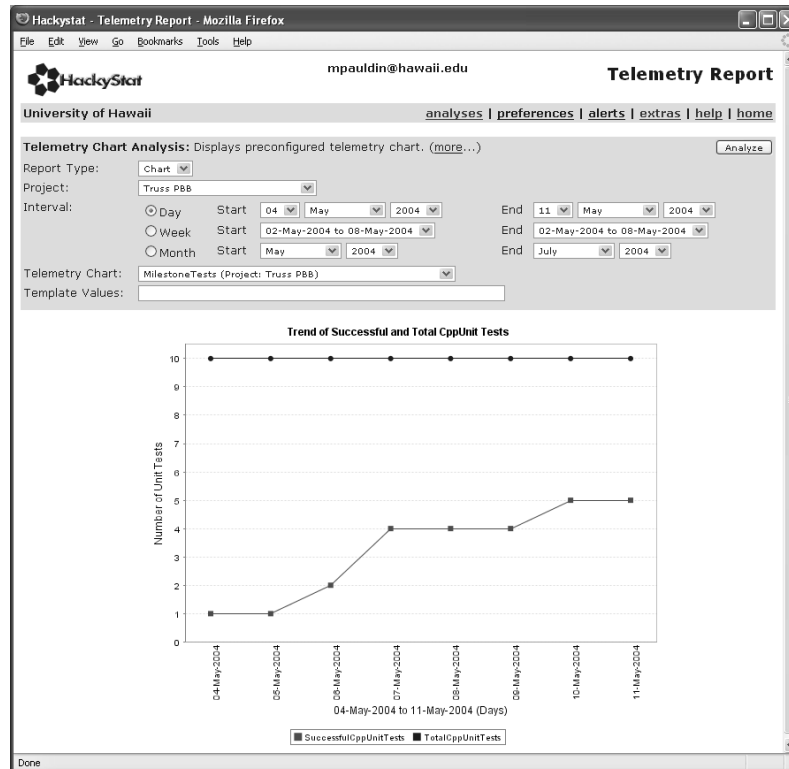 Hackystat - Telemetry Report - Mozilla Firefox
File Edit View Go Bookmarks Tools Help
HackyStat
mpauldin@hawaii.edu
Telemetry Report
University of Hawaii
analyses | preferences | alerts | extras | help | home
Telemetry Chart Analysis: Displays preconfigured telemetry chart. (more...) Analyze
Report Type: Chart
Project: Truss PBB
Interval: Day Start 04 May 2004 End 11 May 2004
Week Start 02-May-2004 to 08-May-2004 End 02-May-2004 to 08-May-2004
Month Start May 2004 End July 2004
Telemetry Chart: MilestoneTests (Project: Truss PBB)
Template Values:
Trend of Successful and Total CppUnit Tests
Number of Unit Tests
10
9
8
7
6
5
4
3
2
1
0
04-May-2004
05-May-2004
06-May-2004
07-May-2004
08-May-2004
09-May-2004
10-May-2004
11-May-2004
04-May-2004 to 11-May-2004 (Days)
SuccessfulCppUnitTests TotalCppUnitTests
Done